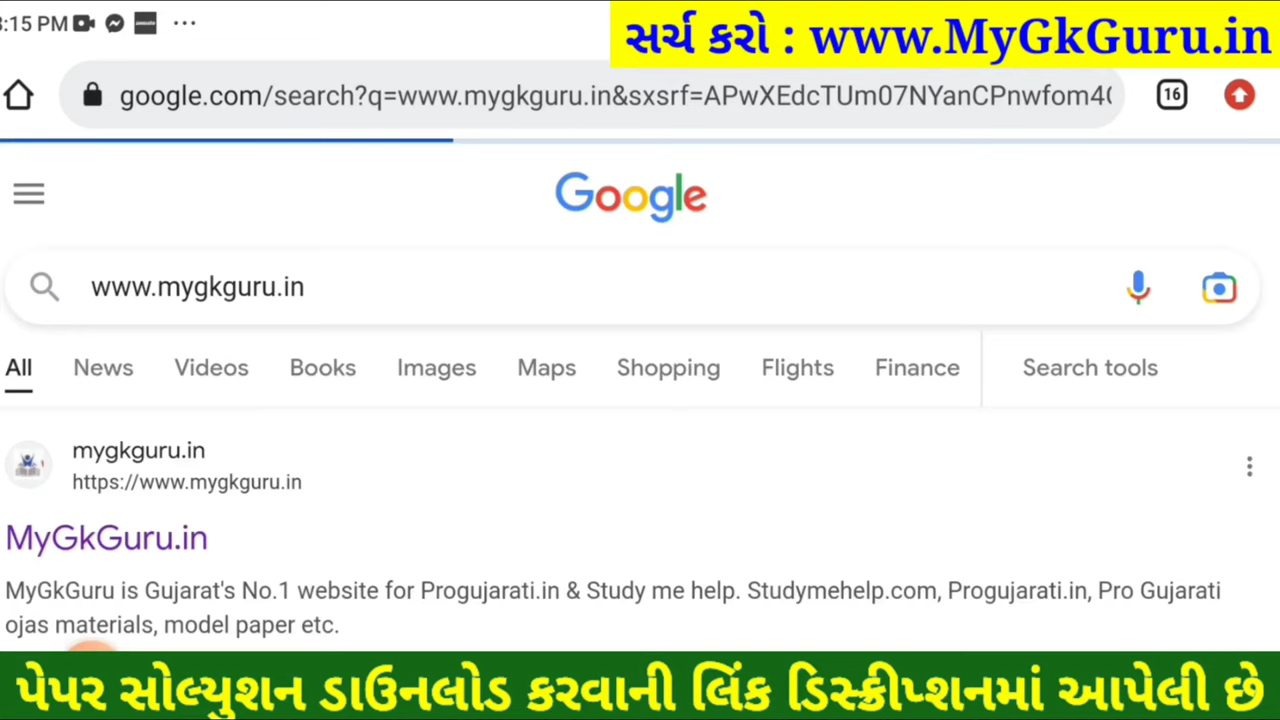 :15 PM
સર્ચ કરો : www.MyGkGuru.in
google.com/search?q=www.mygkguru.in&sxsrf=APwXEdcTUm07NYanCPnwfom4
16
Google
www.mygkguru.in
All News Videos Books Images Maps Shopping Flights Finance Search tools
mygkguru.in
https://www.mygkguru.in
MyGkGuru.in
MyGkGuru is Gujarat's No.1 website for Progujarati.in & Study me help. Studymehelp.com, Progujarati.in, Pro Gujarati
ojas materials, model paper etc.
પેપર સોલ્યુશન ડાઉનલોડ કરવાની લિંક ડિસ્ક્રીપ્શનમાં આપેલી છે